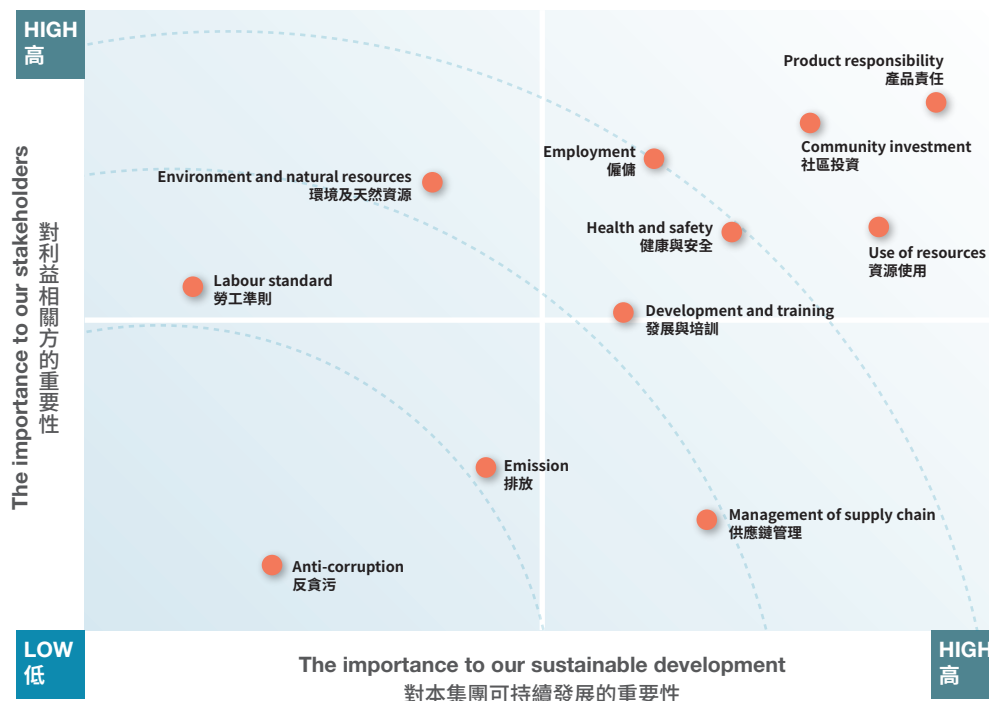 HIGH
高
Product responsibility
產品責任
Community investment
社區投資
Employment
僱傭
Environment and natural resources
環境及天然資源
Health and safety
健康與安全
Use of resources
資源使用
Labour standard
勞工準則
Development and training
發展與培訓
The importance to our stakeholders
對利益相關方的重要性
Emission
排放
Management of supply chain
供應鏈管理
Anti-corruption
反貪污
LOW
低
The importance to our sustainable development
對本集團可持續發展的重要性
HIGH
高